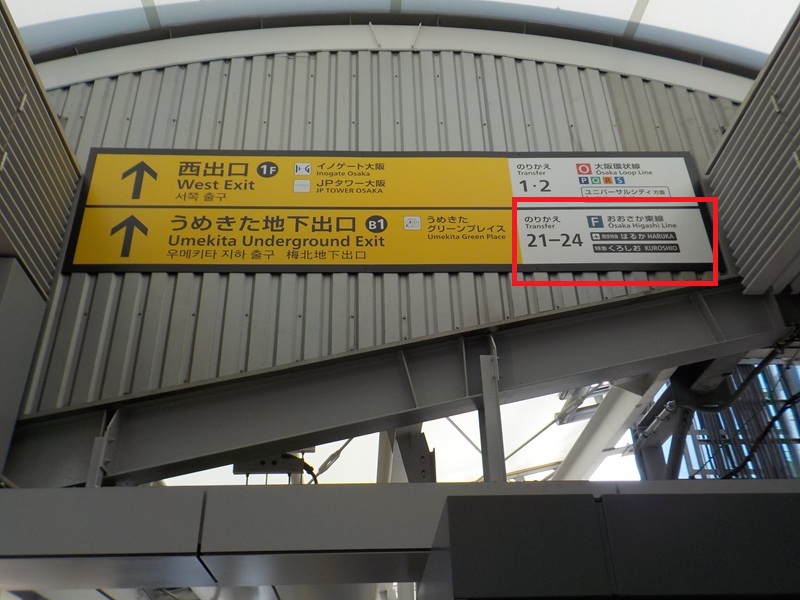 西出口 1F
West Exit
서쪽 출구
イノゲート大阪
Inogate Osaka
JPタワー大阪
JP TOWER OSAKA
のりかえ
Transfer
1・2
O 大阪環状線
Osaka Loop Line
P Q R S
ユニバーサルシティ 方面
うめきた地下出口 B1
Umekita Underground Exit
우메키타 지하 출구 梅北地下出口
うめきた
グリーンプレイス
Umekita Green Place
のりかえ
Transfer
21–24
F おおさか東線
Osaka Higashi Line
関空特急 はるか HARUKA
特急 くろしお KUROSHIO